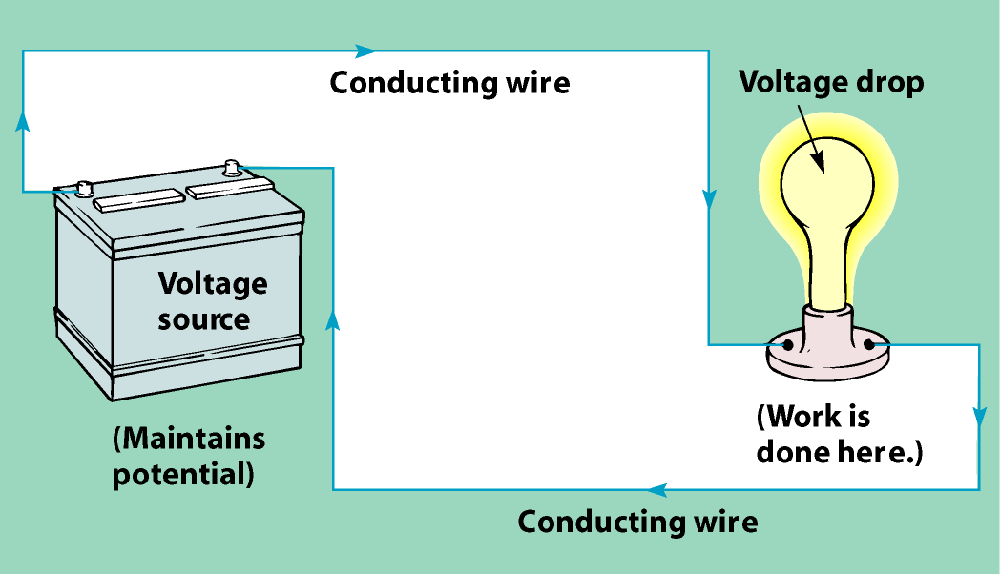 Conducting wire
Voltage drop
Voltage
source
(Maintains
potential)
(Work is
done here.)
Conducting wire